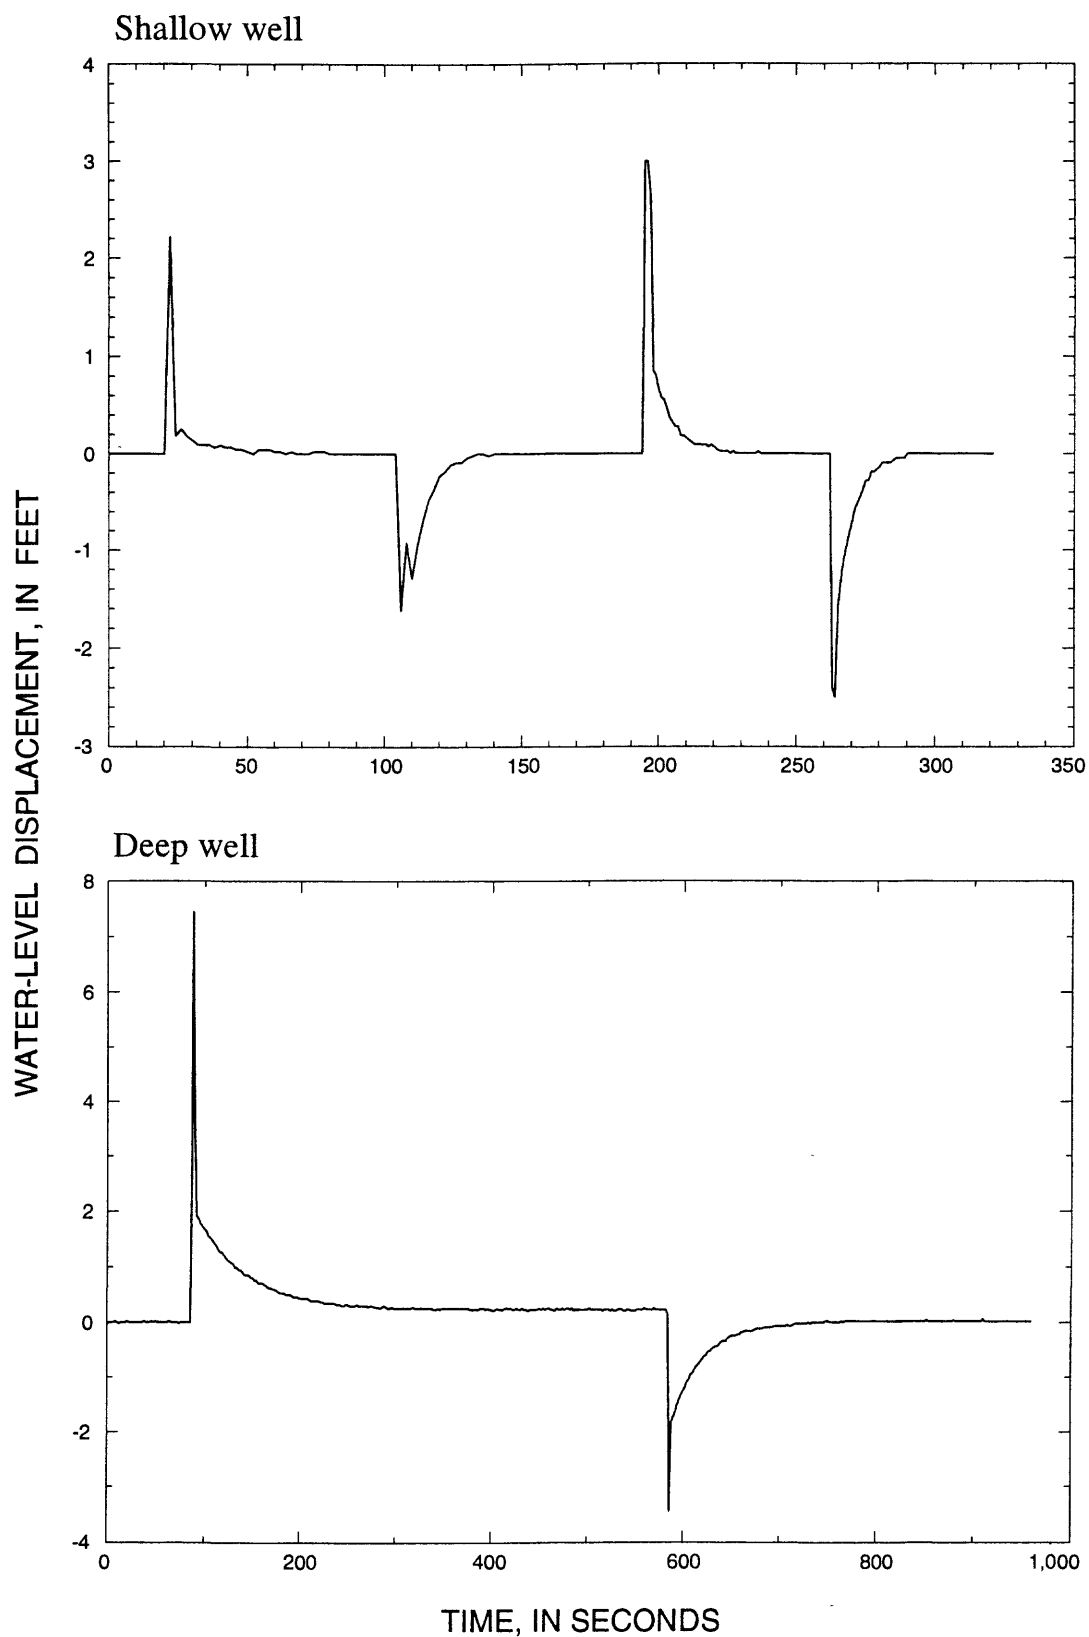 Shallow well
4
3
2
1
0
-1
-2
-3
0 50 100 150 200 250 300 350
WATER-LEVEL DISPLACEMENT, IN FEET
Deep well
8
6
4
2
0
-2
-4
0 200 400 600 800 1,000
TIME, IN SECONDS